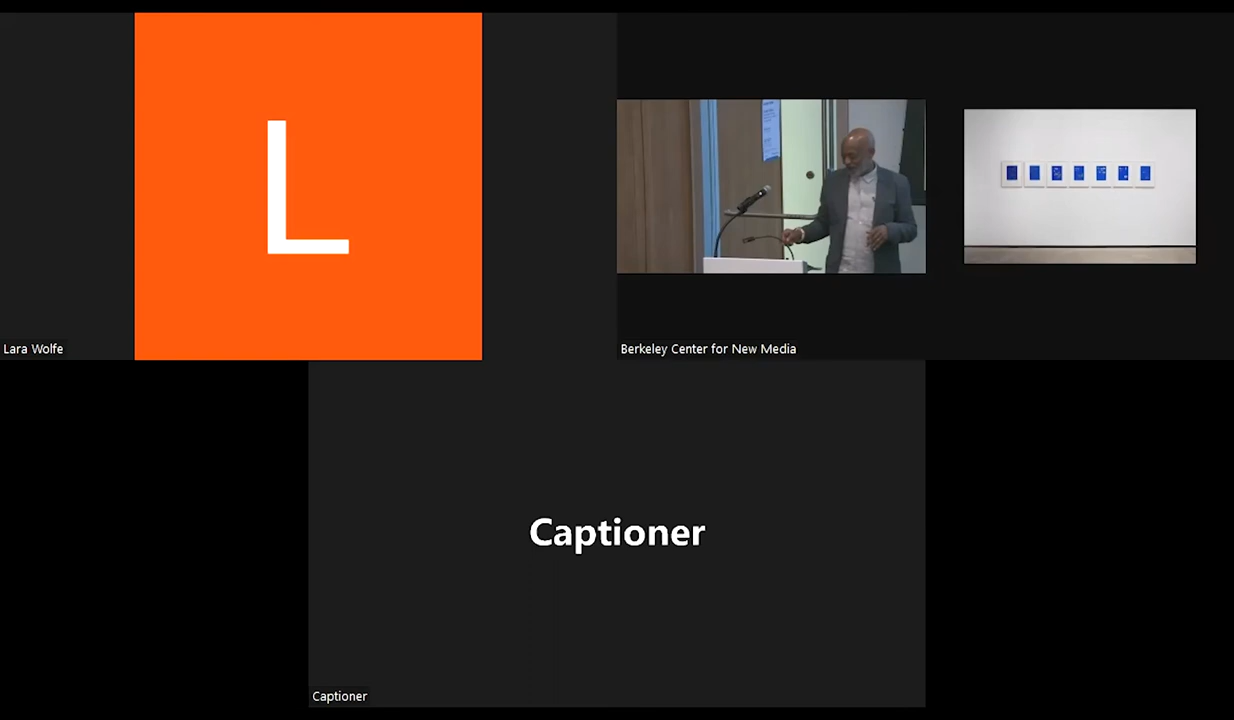 L
Lara Wolfe
Berkeley Center for New Media
Captioner
Captioner